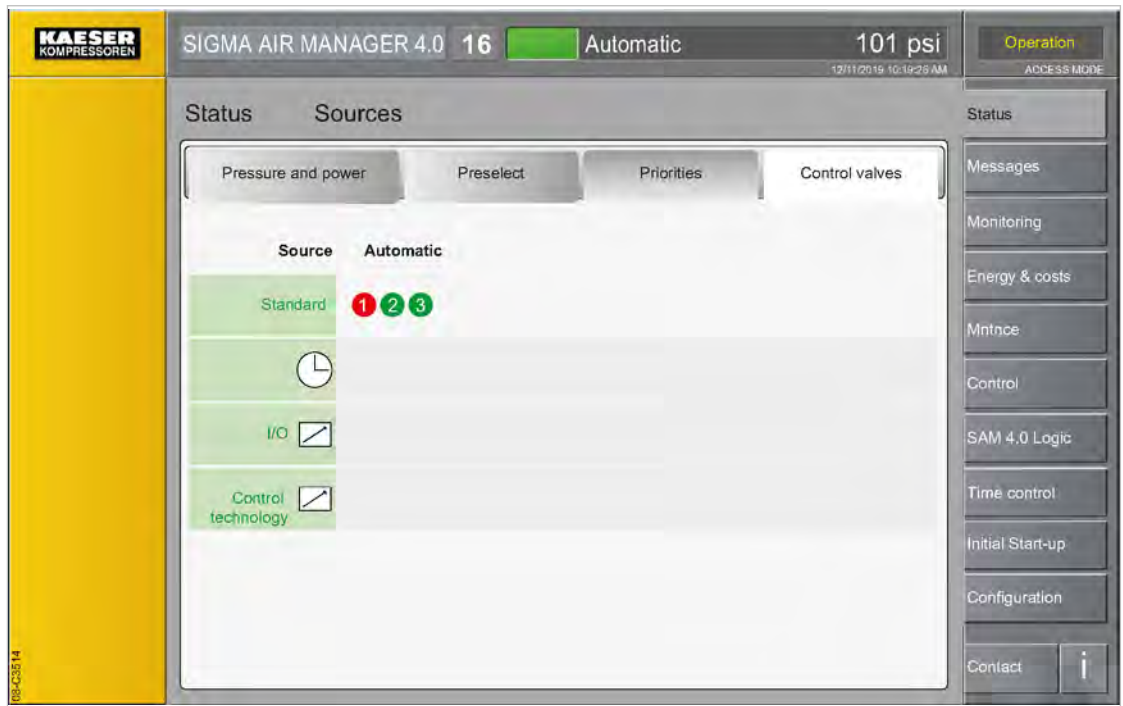 KAESER
KOMPRESSOREN
SIGMA AIR MANAGER 4.0 16 Automatic 101 psi
12/11/2019 10:19:26 AM
Operation
ACCESS MODE
Status Sources
Pressure and power Preselect Priorities Control valves
Source Automatic
Standard 1 2 3
I/O
Control
technology
Status
Messages
Monitoring
Energy & costs
Mntnce
Control
SAM 4.0 Logic
Time control
Initial Start-up
Configuration
Contact i
08-C3514